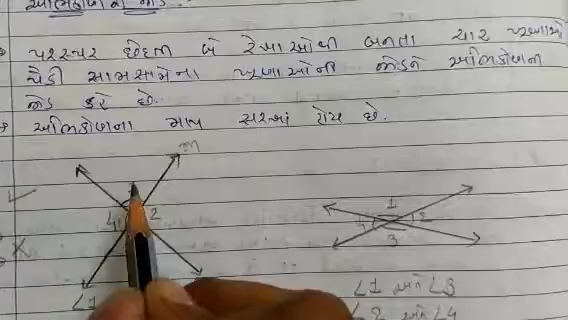 અભિકોણની જોડ
પરસ્પર છેદતી બે રેખાઓથી બનતા ચાર ખૂણાઓ
પૈકી સામસામેના ખૂણાઓની જોડને અભિકોણની
જોડ કહે છે.
અભિકોણના માપ સરખાં હોય છે.
m
4 2
1
4 2
3
∠1
∠1 અને ∠3
∠2 અને ∠4